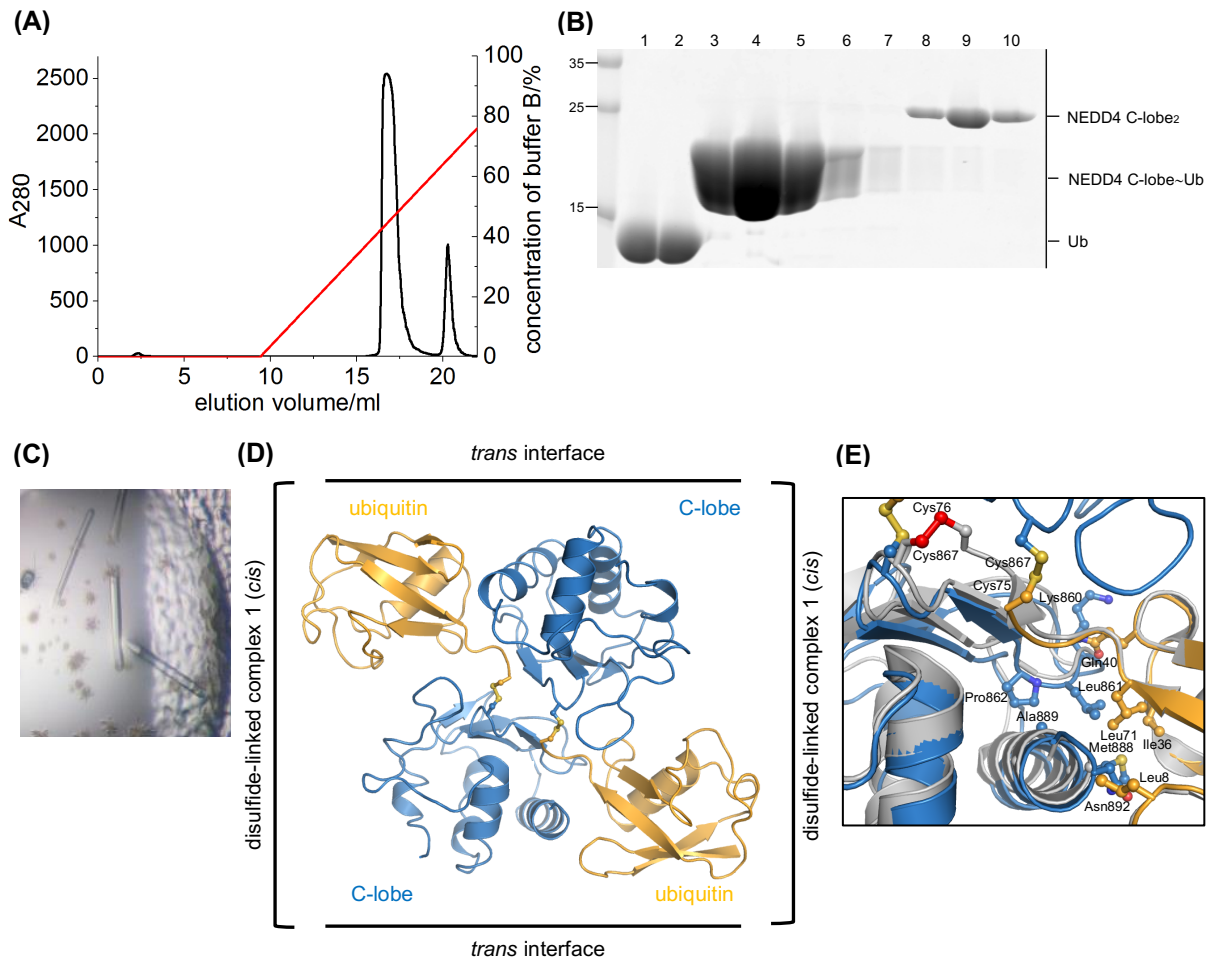 (A)
2500
2000
1500
1000
500
0
A280
0
5
10
15
20
elution volume/ml
100
80
60
40
20
0
concentration of buffer B/%
(B)
1 2 3 4 5 6 7 8 9 10
35
25
15
NEDD4 C-lobe2
NEDD4 C-lobe~Ub
Ub
(C)
(D)
trans interface
disulfide-linked complex 1 (cis)
ubiquitin
C-lobe
C-lobe
ubiquitin
disulfide-linked complex 1 (cis)
trans interface
(E)
Cys76
Cys867
Cys867
Cys75
Lys860
Gln40
Pro862
Leu861
Ala889
Leu71
Ile36
Met888
Leu8
Asn892